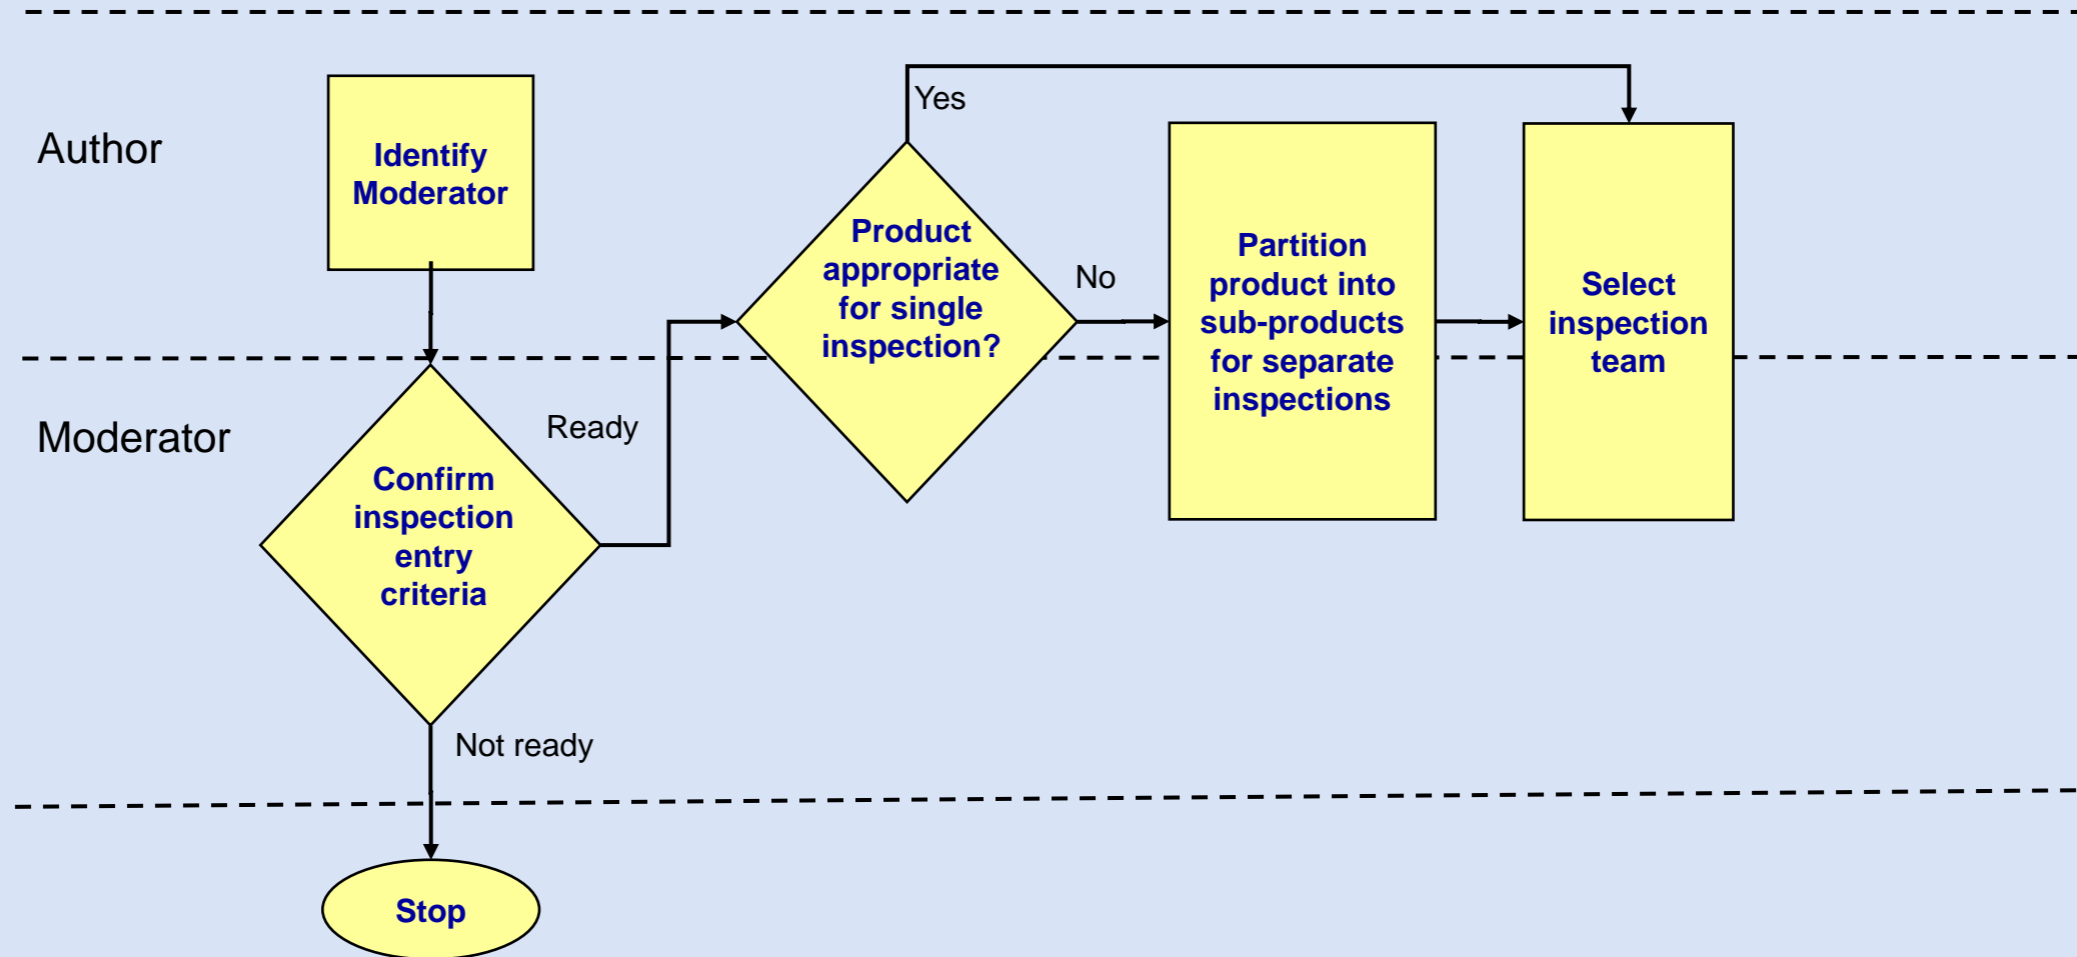 Author
Identify
Moderator
Yes
Product
appropriate
for single
inspection?
No
Partition
product into
sub-products
for separate
inspections
Select
inspection
team
Moderator
Ready
Confirm
inspection
entry
criteria
Not ready
Stop